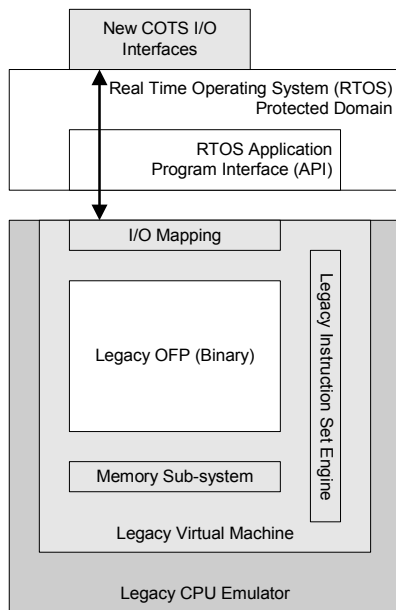 New COTS I/O
Interfaces
Real Time Operating System (RTOS)
Protected Domain
RTOS Application
Program Interface (API)
I/O Mapping
Legacy OFP (Binary)
Legacy Instruction Set Engine
Memory Sub-system
Legacy Virtual Machine
Legacy CPU Emulator